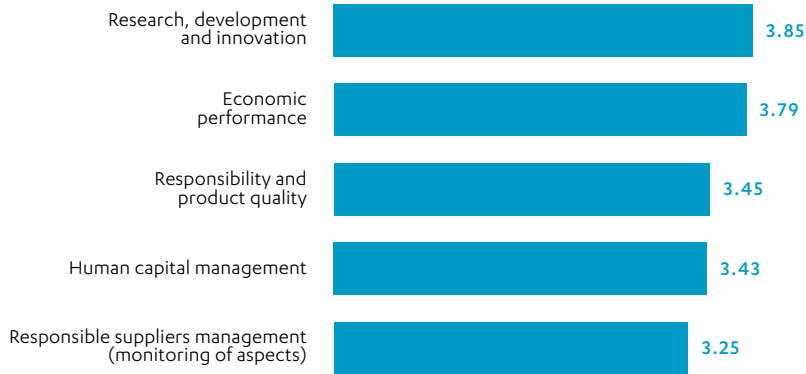 Research, development
and innovation
3.85
Economic
performance
3.79
Responsibility and
product quality
3.45
Human capital management
3.43
Responsible suppliers management
(monitoring of aspects)
3.25